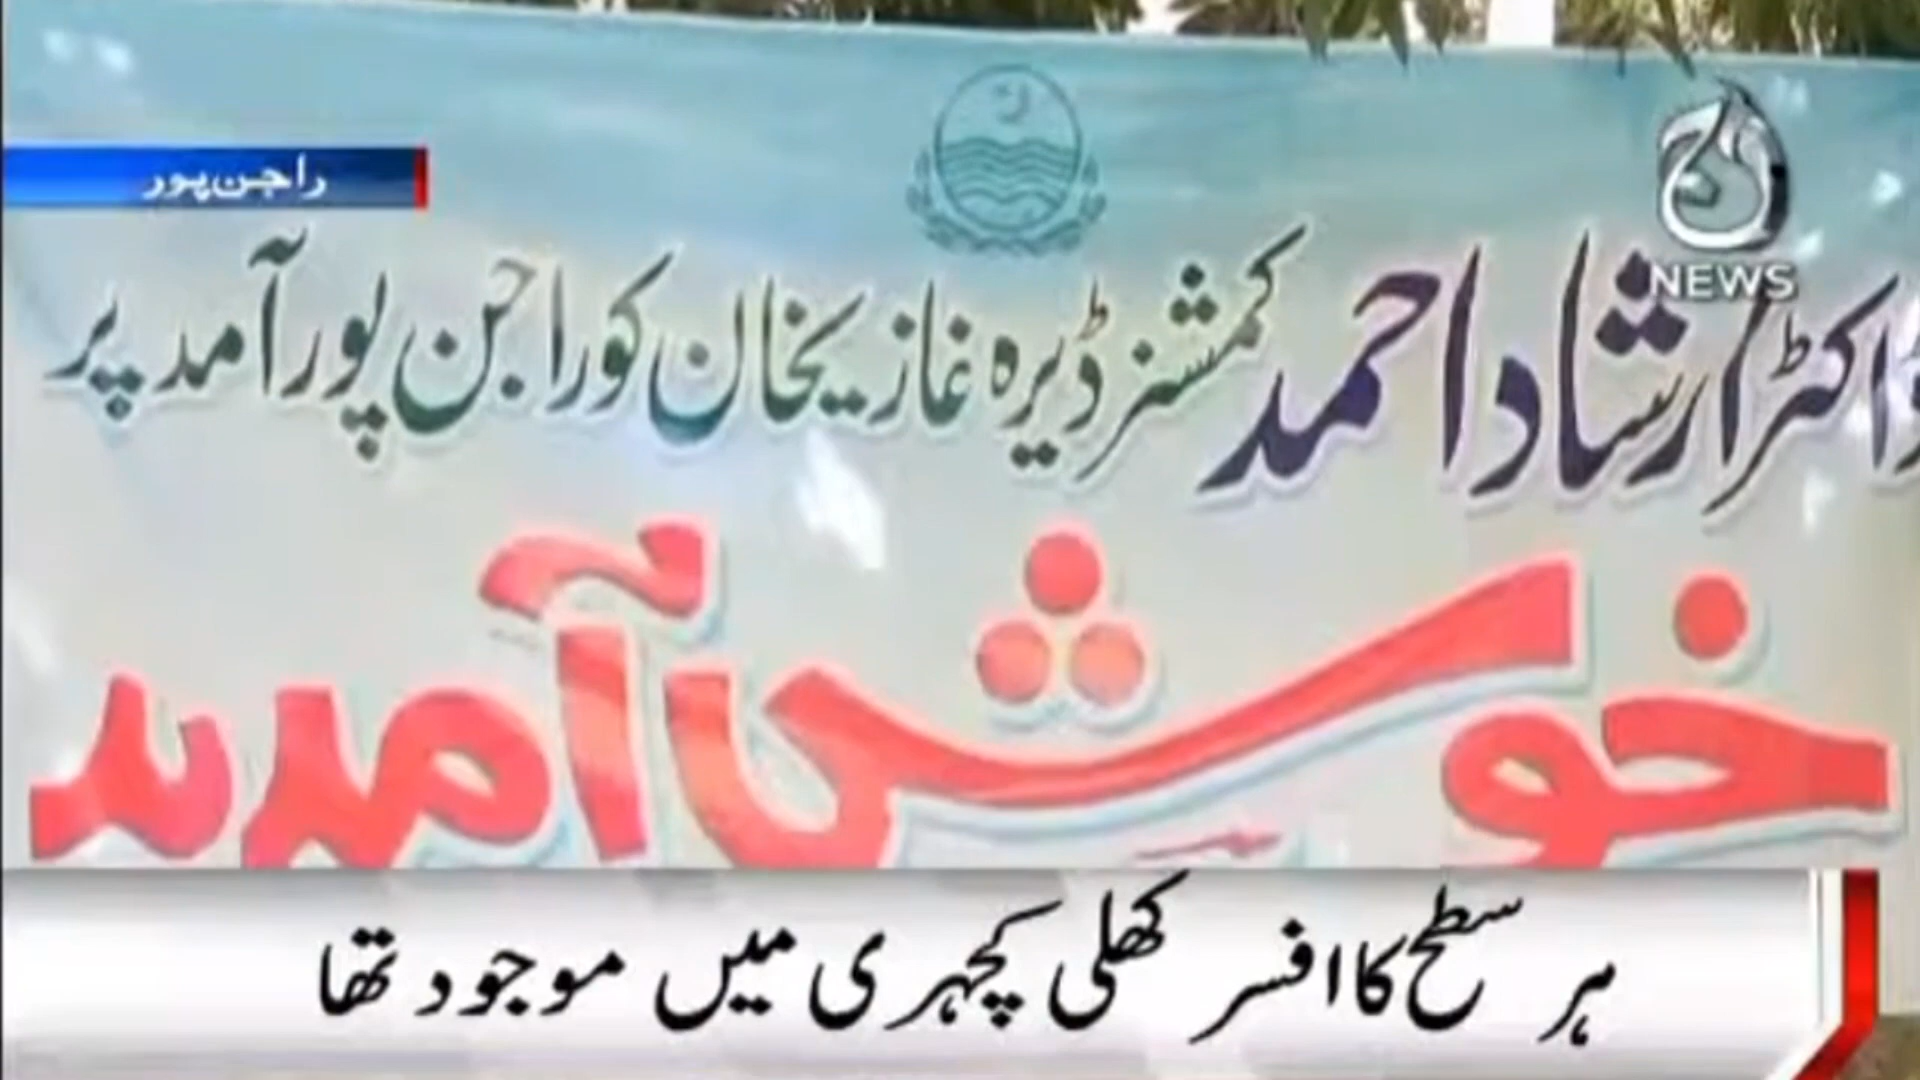 راجن پور
آج
NEWS
ڈاکٹر ارشاد احمد کمشنر ڈیرہ غازیخان کو راجن پور آمد پر
خوش آمدید
ہر سطح کا افسر کھلی کچہری میں موجود تھا